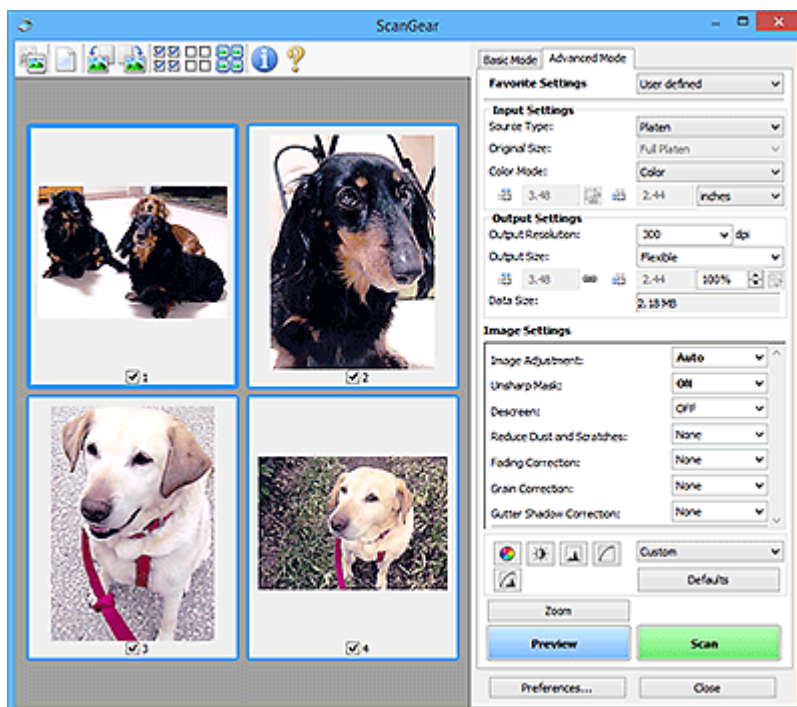 ScanGear
Basic Mode Advanced Mode
Favorite Settings User defined
Input Settings
Source Type: Platen
Original Size: Full Platen
Color Mode: Color
3.48 2.44 inches
Output Settings
Output Resolution: 300 dpi
Output Size: Flexible
3.48 2.44 100%
Data Size: 2.18 MB
Image Settings
Image Adjustment: Auto
Unsharp Mask: ON
Descreen: OFF
Reduce Dust and Scratches: None
Fading Correction: None
Grain Correction: None
Gutter Shadow Correction: None
Custom
Defaults
Zoom
Preview Scan
Preferences... Close
1
2
3
4